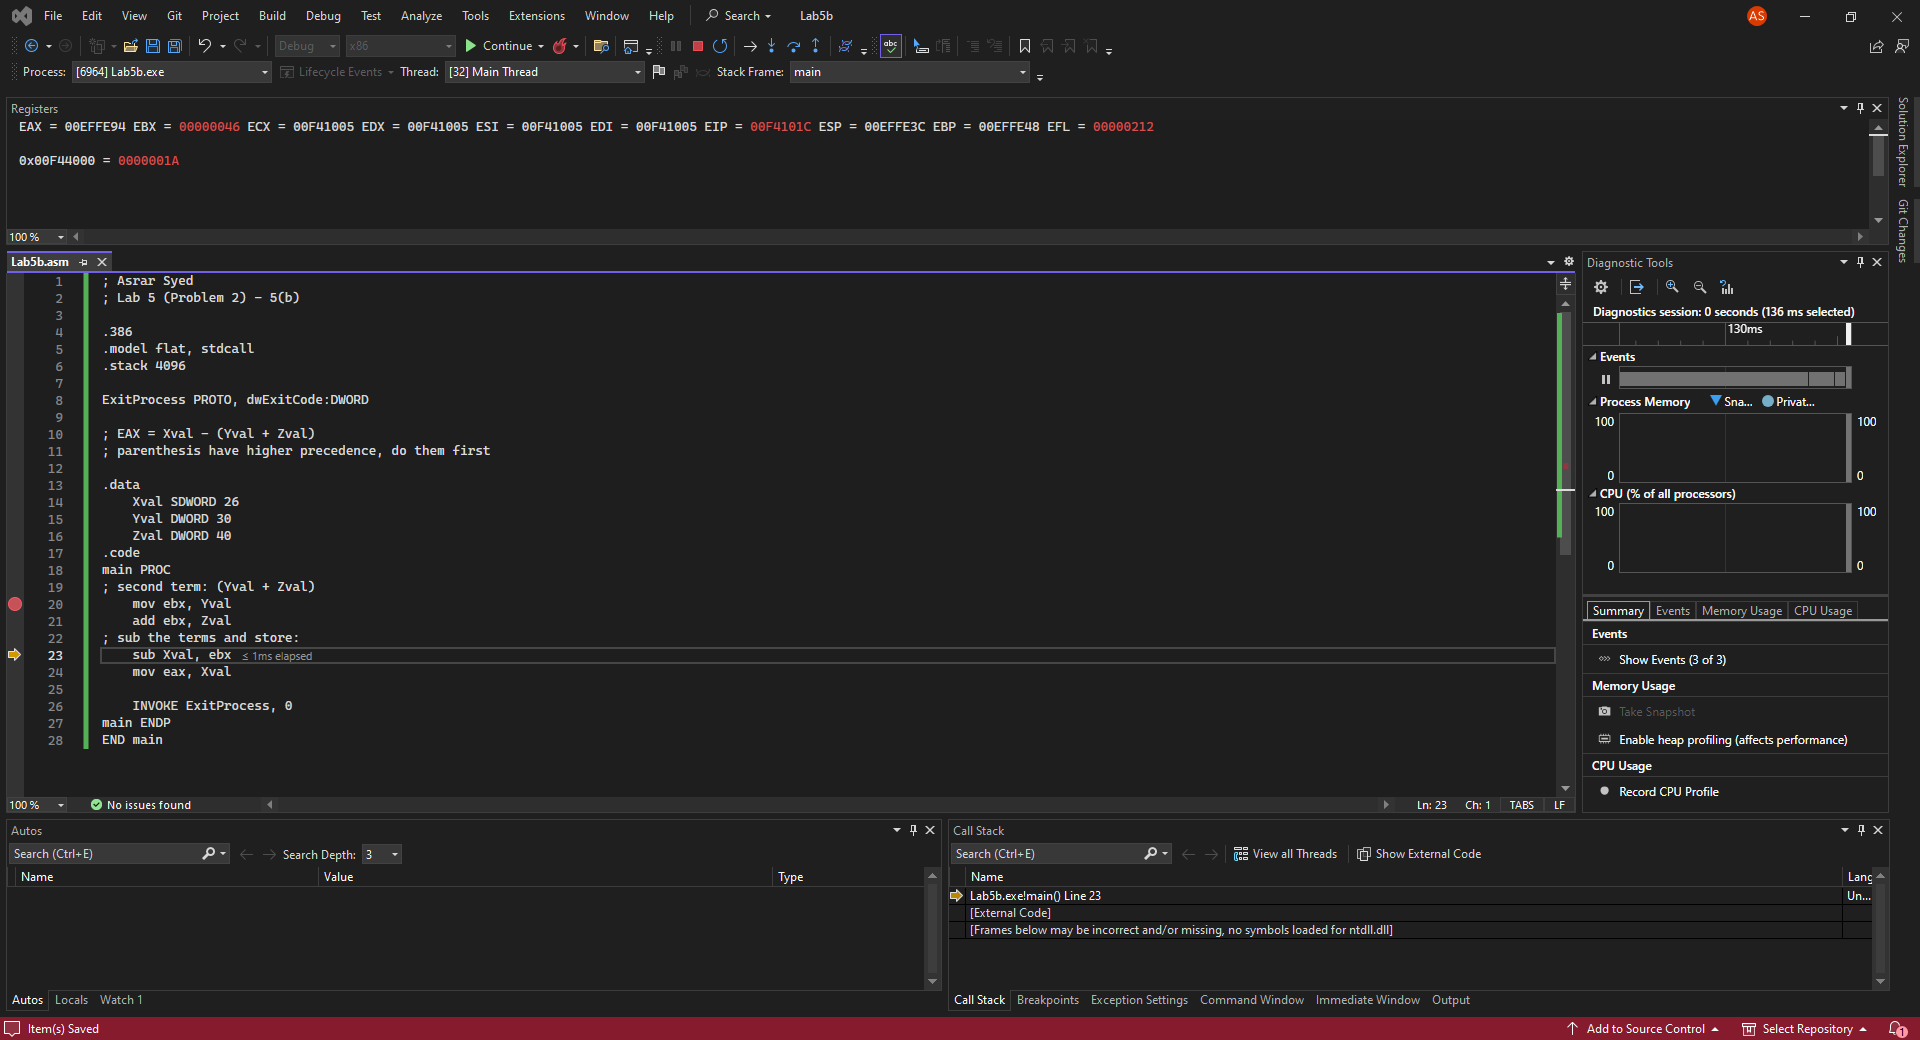 File Edit View Git Project Build Debug Test Analyze Tools Extensions Window Help Search Lab5b AS
Debug x86 Continue abc
Process: [6964] Lab5b.exe Lifecycle Events Thread: [32] Main Thread Stack Frame: main
Registers
EAX = 00EFFE94 EBX = 00000046 ECX = 00F41005 EDX = 00F41005 ESI = 00F41005 EDI = 00F41005 EIP = 00F4101C ESP = 00EFFE3C EBP = 00EFFE48 EFL = 00000212
0x00F44000 = 0000001A
100 %
Solution Explorer
Git Changes
Lab5b.asm
1 ; Asrar Syed
2 ; Lab 5 (Problem 2) - 5(b)
3
4 .386
5 .model flat, stdcall
6 .stack 4096
7
8 ExitProcess PROTO, dwExitCode:DWORD
9
10 ; EAX = Xval - (Yval + Zval)
11 ; parenthesis have higher precedence, do them first
12
13 .data
14 Xval SDWORD 26
15 Yval DWORD 30
16 Zval DWORD 40
17 .code
18 main PROC
19 ; second term: (Yval + Zval)
20 mov ebx, Yval
21 add ebx, Zval
22 ; sub the terms and store:
23 sub Xval, ebx ≤ 1ms elapsed
24 mov eax, Xval
25
26 INVOKE ExitProcess, 0
27 main ENDP
28 END main
100 % No issues found Ln: 23 Ch: 1 TABS LF
Diagnostic Tools
Diagnostics session: 0 seconds (136 ms selected)
130ms
Events
Process Memory Sna... Privat...
100 100
0 0
CPU (% of all processors)
100 100
0 0
Summary Events Memory Usage CPU Usage
Events
Show Events (3 of 3)
Memory Usage
Take Snapshot
Enable heap profiling (affects performance)
CPU Usage
Record CPU Profile
Autos
Search (Ctrl+E) Search Depth: 3
Name Value Type
Autos Locals Watch 1
Call Stack
Search (Ctrl+E) View all Threads Show External Code
Name Lang
Lab5b.exe!main() Line 23 Un...
[External Code]
[Frames below may be incorrect and/or missing, no symbols loaded for ntdll.dll]
Call Stack Breakpoints Exception Settings Command Window Immediate Window Output
Item(s) Saved Add to Source Control Select Repository 1